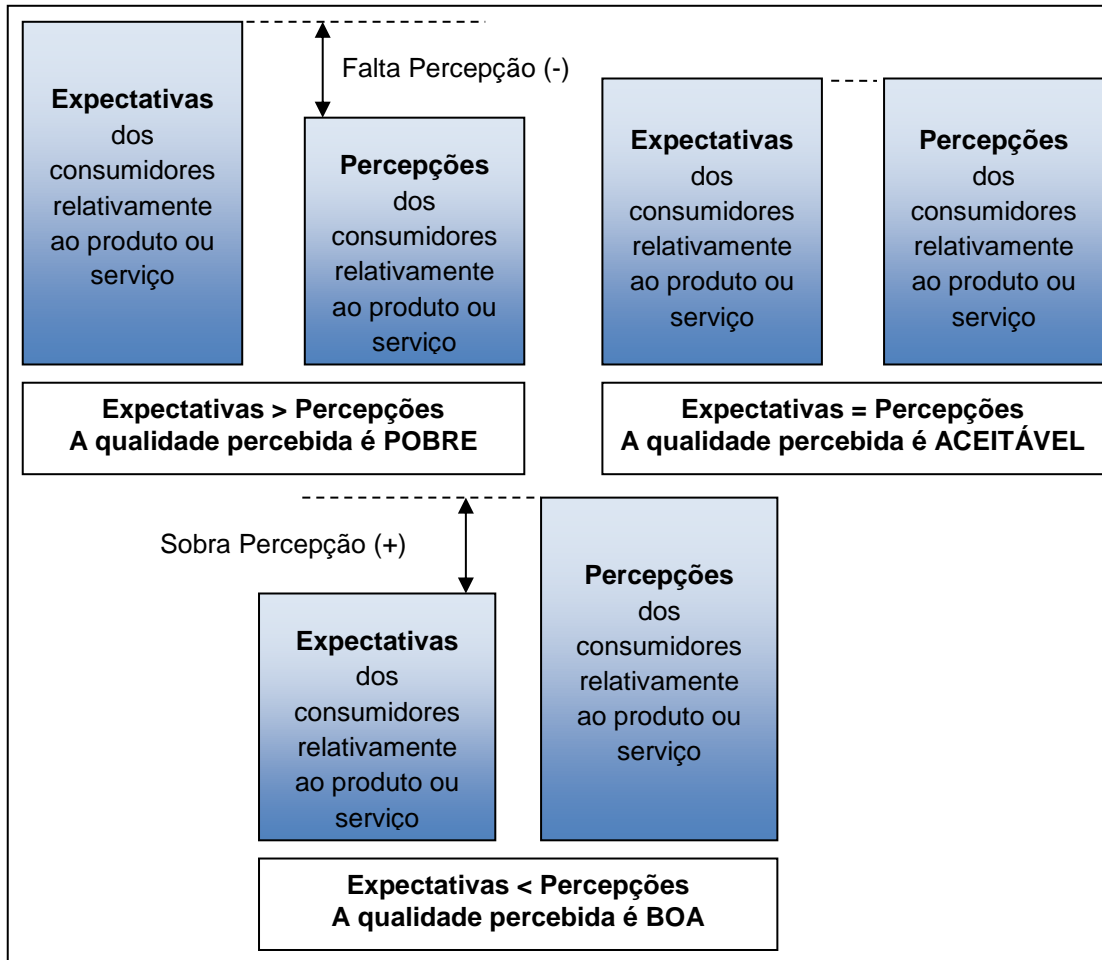 Expectativas
dos
consumidores
relativamente
ao produto ou
serviço
Falta Percepção (-)
Percepções
dos
consumidores
relativamente
ao produto ou
serviço
Expectativas > Percepções
A qualidade percebida é POBRE
Expectativas
dos
consumidores
relativamente
ao produto ou
serviço
Percepções
dos
consumidores
relativamente
ao produto ou
serviço
Expectativas = Percepções
A qualidade percebida é ACEITÁVEL
Sobra Percepção (+)
Expectativas
dos
consumidores
relativamente
ao produto ou
serviço
Percepções
dos
consumidores
relativamente
ao produto ou
serviço
Expectativas < Percepções
A qualidade percebida é BOA